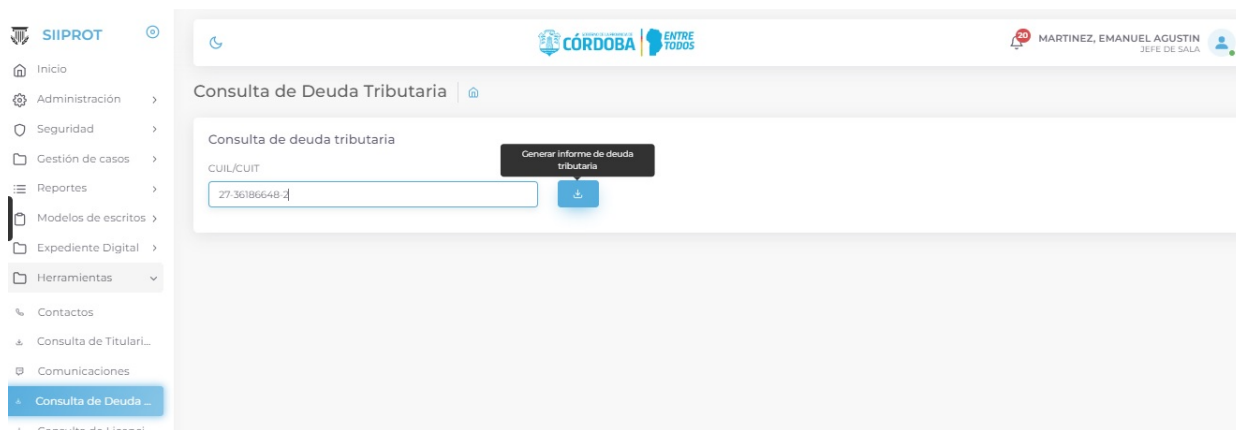 SIIPROT
Inicio
Administración
Seguridad
Gestión de casos
Reportes
Modelos de escritos
Expediente Digital
Herramientas
Contactos
Consulta de Titulari...
Comunicaciones
Consulta de Deuda ...
CÓRDOBA
ENTRE
TODOS
20
MARTINEZ, EMANUEL AGUSTIN
JEFE DE SALA
Consulta de Deuda Tributaria
Consulta de deuda tributaria
Generar informe de deuda
tributaria
CUIL/CUIT
27-36186648-2